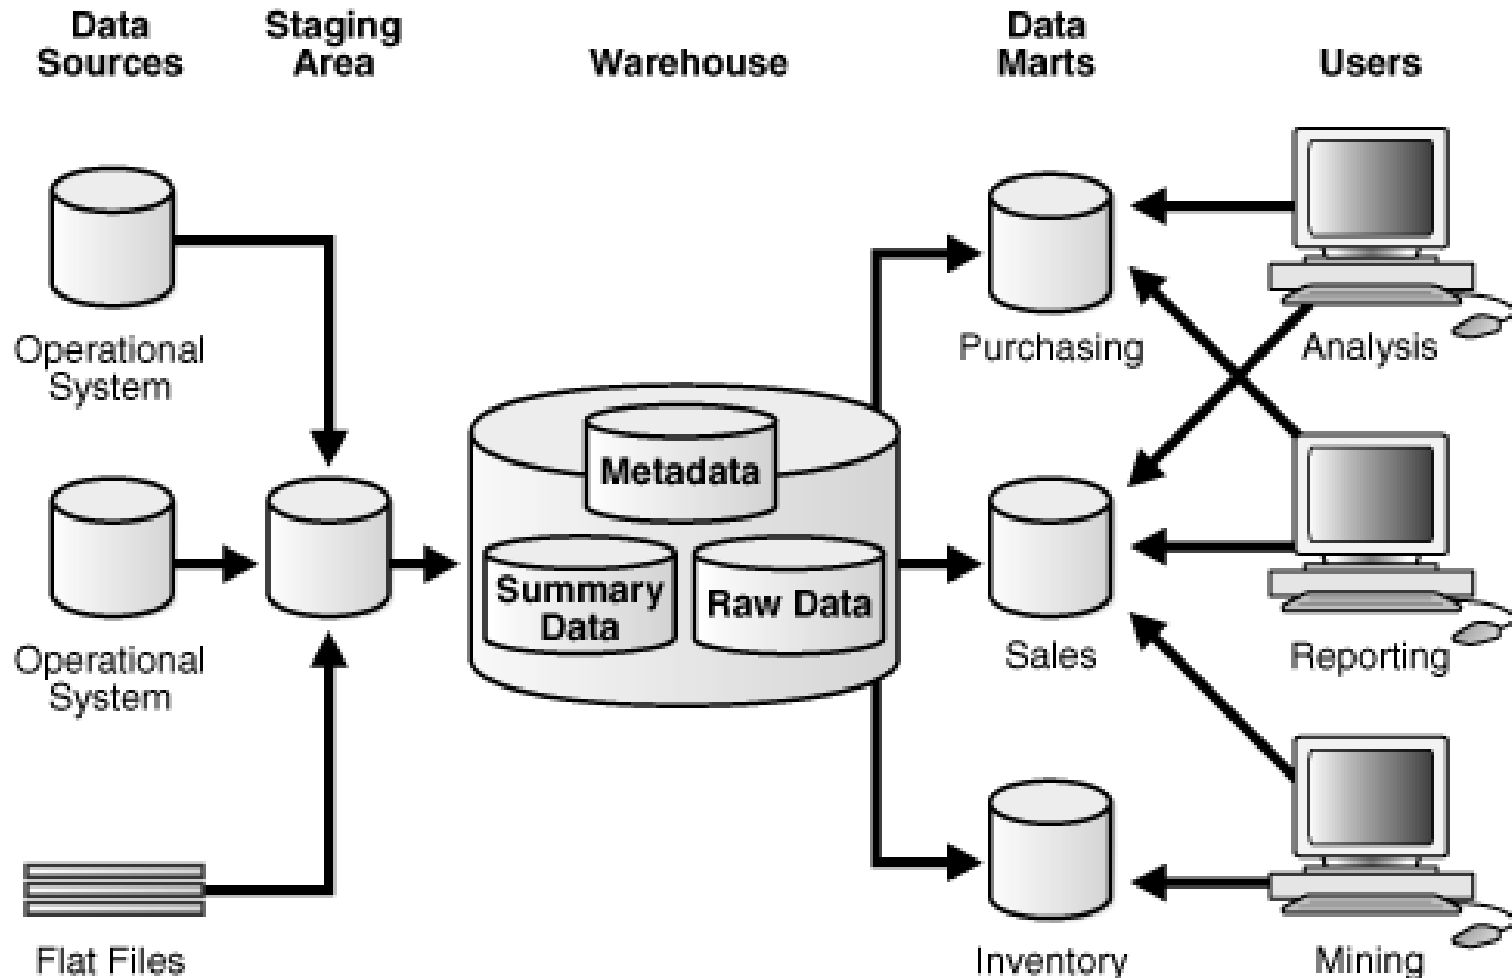 Data
Sources
Staging
Area
Warehouse
Data
Marts
Users
Operational
System
Purchasing
Analysis
Metadata
Summary
Data
Raw Data
Operational
System
Sales
Reporting
Flat Files
Inventory
Mining